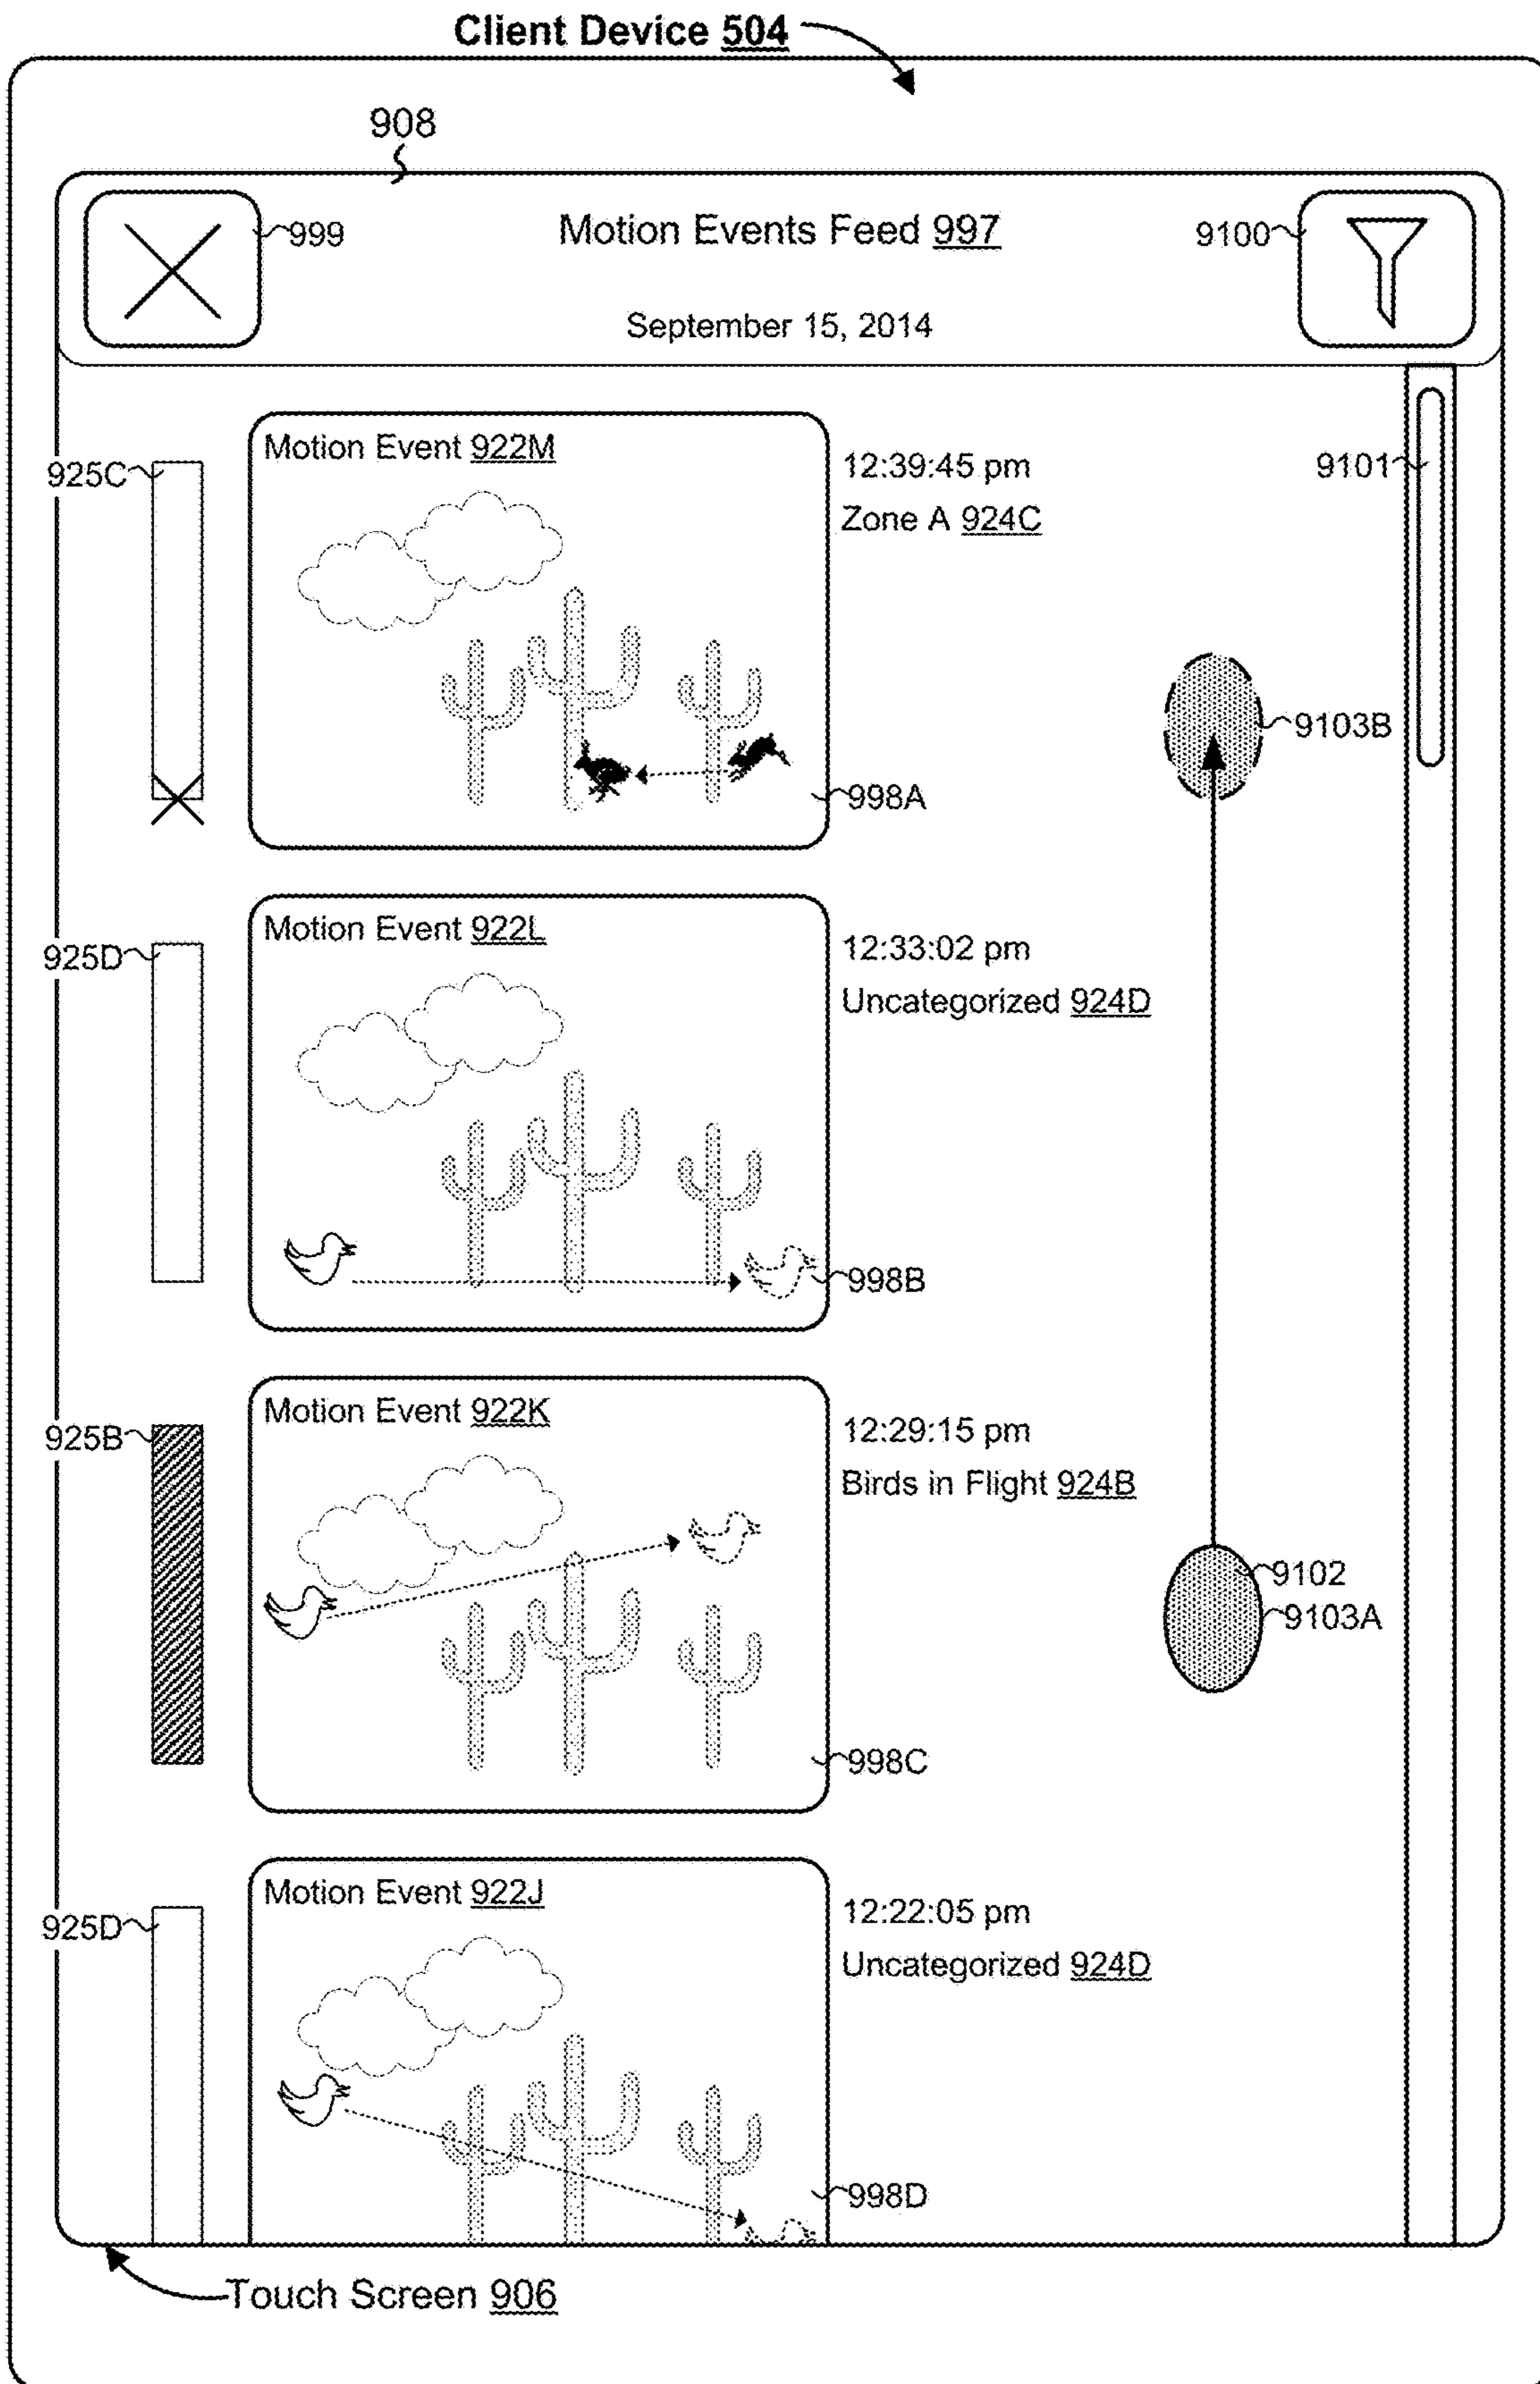 Client Device 504
908
999
Motion Events Feed 997
9100
September 15, 2014
925C
Motion Event 922M
12:39:45 pm
9101
Zone A 924C
9103B
998A
925D
Motion Event 922L
12:33:02 pm
Uncategorized 924D
998B
925B
Motion Event 922K
12:29:15 pm
Birds in Flight 924B
9102
9103A
998C
925D
Motion Event 922J
12:22:05 pm
Uncategorized 924D
998D
Touch Screen 906